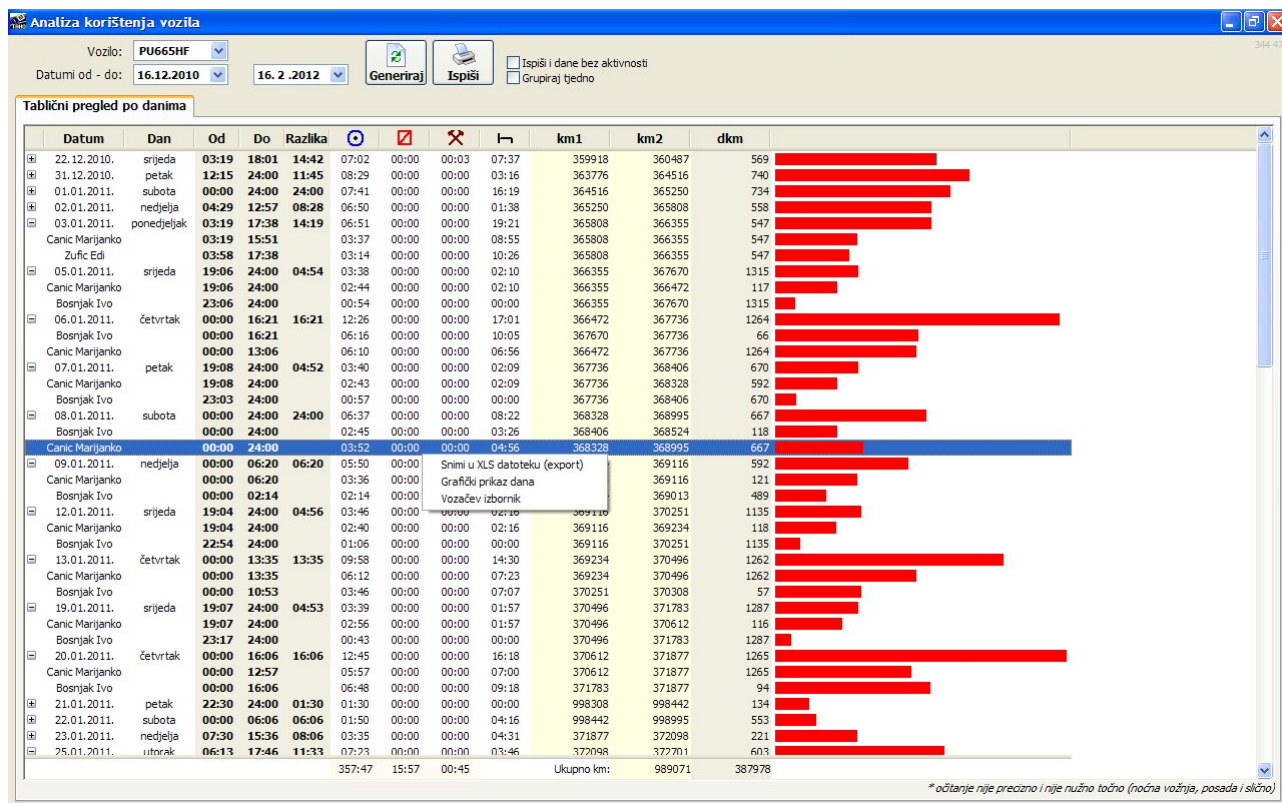 Analiza korištenja vozila
344 47
Vozilo: PU665HF
Datumi od - do: 16.12.2010 16. 2 .2012
Generiraj Ispiši
Ispiši i dane bez aktivnosti
Grupiraj tjedno
Tablični pregled po danima
Datum Dan Od Do Razlika km1 km2 dkm
22.12.2010. srijeda 03:19 18:01 14:42 07:02 00:00 00:03 07:37 359918 360487 569
31.12.2010. petak 12:15 24:00 11:45 08:29 00:00 00:00 03:16 363776 364516 740
01.01.2011. subota 00:00 24:00 24:00 07:41 00:00 00:00 16:19 364516 365250 734
02.01.2011. nedjelja 04:29 12:57 08:28 06:50 00:00 00:00 01:38 365250 365808 558
03.01.2011. ponedjeljak 03:19 17:38 14:19 06:51 00:00 00:00 19:21 365808 366355 547
Canic Marijanko 03:19 15:51 03:37 00:00 00:00 08:55 365808 366355 547
Zufic Edi 03:58 17:38 03:14 00:00 00:00 10:26 365808 366355 547
05.01.2011. srijeda 19:06 24:00 04:54 03:38 00:00 00:00 02:10 366355 367670 1315
Canic Marijanko 19:06 24:00 02:44 00:00 00:00 02:10 366355 366472 117
Bosnjak Ivo 23:06 24:00 00:54 00:00 00:00 00:00 366355 367670 1315
06.01.2011. četvrtak 00:00 16:21 16:21 12:26 00:00 00:00 17:01 366472 367736 1264
Bosnjak Ivo 00:00 16:21 06:16 00:00 00:00 10:05 367670 367736 66
Canic Marijanko 00:00 13:06 06:10 00:00 00:00 06:56 366472 367736 1264
07.01.2011. petak 19:08 24:00 04:52 03:40 00:00 00:00 02:09 367736 368406 670
Canic Marijanko 19:08 24:00 02:43 00:00 00:00 02:09 367736 368328 592
Bosnjak Ivo 23:03 24:00 00:57 00:00 00:00 00:00 367736 368406 670
08.01.2011. subota 00:00 24:00 24:00 06:37 00:00 00:00 08:22 368328 368995 667
Bosnjak Ivo 00:00 24:00 02:45 00:00 00:00 03:26 368406 368524 118
Canic Marijanko 00:00 24:00 03:52 00:00 00:00 04:56 368328 368995 667
09.01.2011. nedjelja 00:00 06:20 06:20 05:50 00:00 369116 592
Canic Marijanko 00:00 06:20 03:36 00:00 369116 121
Bosnjak Ivo 00:00 02:14 02:14 00:00 369013 489
Snimi u XLS datoteku (export)
Grafički prikaz dana
Vozačev izbornik
12.01.2011. srijeda 19:04 24:00 04:56 03:46 00:00 00:00 02:16 369116 370251 1135
Canic Marijanko 19:04 24:00 02:40 00:00 00:00 02:16 369116 369234 118
Bosnjak Ivo 22:54 24:00 01:06 00:00 00:00 00:00 369116 370251 1135
13.01.2011. četvrtak 00:00 13:35 13:35 09:58 00:00 00:00 14:30 369234 370496 1262
Canic Marijanko 00:00 13:35 06:12 00:00 00:00 07:23 369234 370496 1262
Bosnjak Ivo 00:00 10:53 03:46 00:00 00:00 07:07 370251 370308 57
19.01.2011. srijeda 19:07 24:00 04:53 03:39 00:00 00:00 01:57 370496 371783 1287
Canic Marijanko 19:07 24:00 02:56 00:00 00:00 01:57 370496 370612 116
Bosnjak Ivo 23:17 24:00 00:43 00:00 00:00 00:00 370496 371783 1287
20.01.2011. četvrtak 00:00 16:06 16:06 12:45 00:00 00:00 16:18 370612 371877 1265
Canic Marijanko 00:00 12:57 05:57 00:00 00:00 07:00 370612 371877 1265
Bosnjak Ivo 00:00 16:06 06:48 00:00 00:00 09:18 371783 371877 94
21.01.2011. petak 22:30 24:00 01:30 01:30 00:00 00:00 00:00 998308 998442 134
22.01.2011. subota 00:00 06:06 06:06 01:50 00:00 00:00 04:16 998442 998995 553
23.01.2011. nedjelja 07:30 15:36 08:06 03:35 00:00 00:00 04:31 371877 372098 221
25.01.2011. utorak 06:13 17:46 11:33 07:23 00:00 00:00 03:46 372098 372701 603
357:47 15:57 00:45 Ukupno km: 989071 387978
* očitanje nije precizno i nije nužno točno (noćna vožnja, posada i slično)